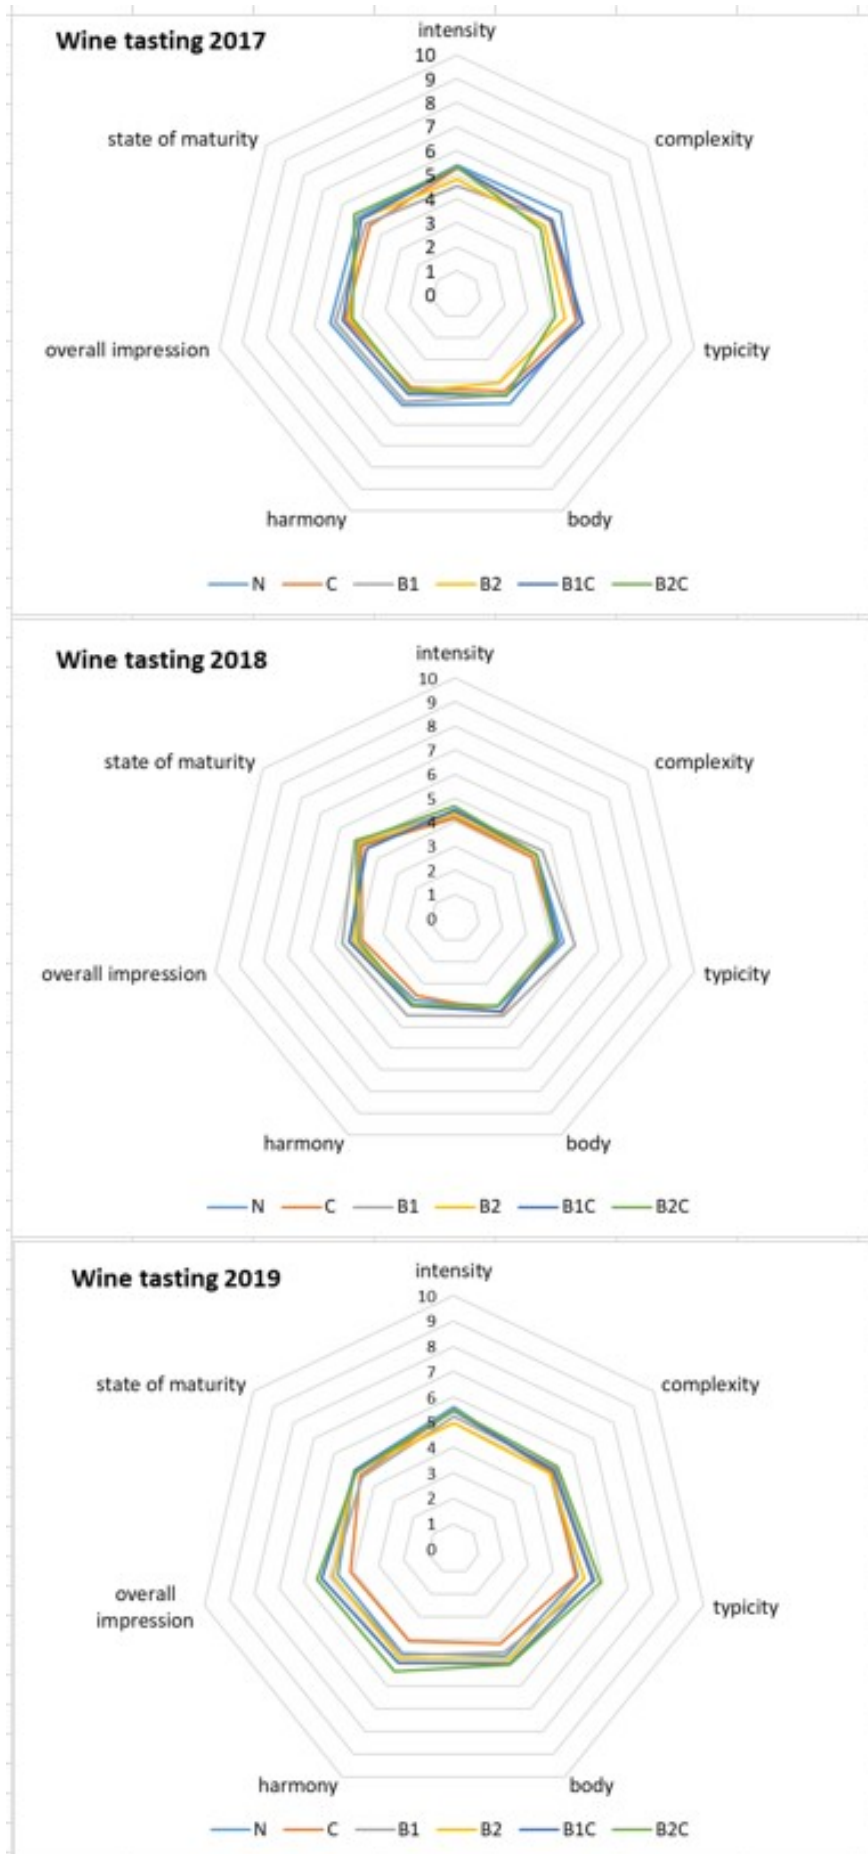 Wine tasting 2017
intensity
10
9
8
7
6
5
4
3
2
1
0
complexity
typicity
body
harmony
overall impression
state of maturity
N C B1 B2 B1C B2C
Wine tasting 2018
intensity
10
9
8
7
6
5
4
3
2
1
0
complexity
typicity
body
harmony
overall impression
state of maturity
N C B1 B2 B1C B2C
Wine tasting 2019
intensity
10
9
8
7
6
5
4
3
2
1
0
complexity
typicity
body
harmony
overall
impression
state of maturity
N C B1 B2 B1C B2C